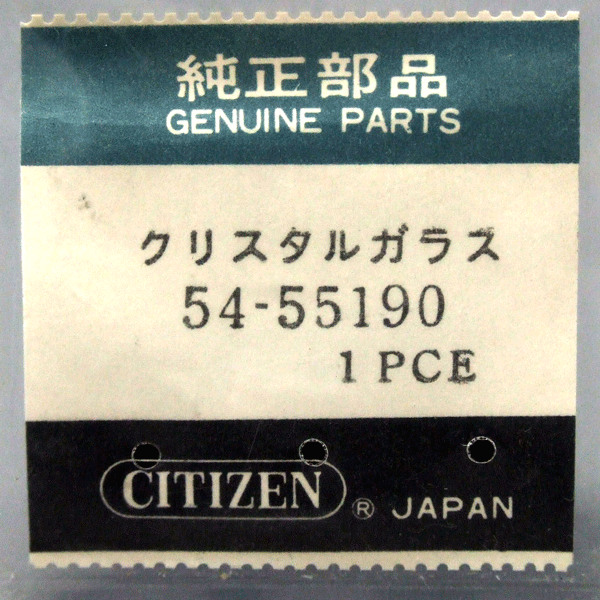 純正部品
GENUINE PARTS
クリスタルガラス
54-55190
1 PCE
CITIZEN ® JAPAN